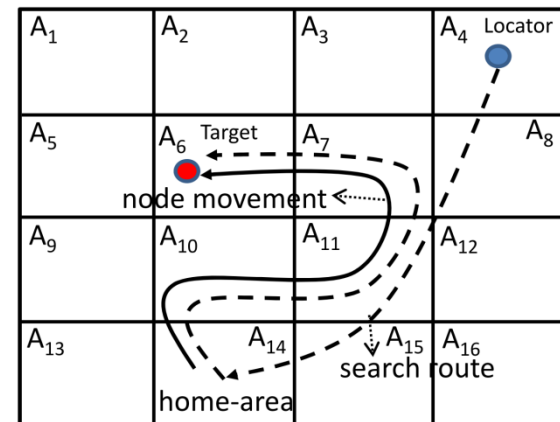 A1
A2
A3
A4
Locator
A5
A6
Target
A7
A8
node movement
A9
A10
A11
A12
A13
A14
A15
A16
search route
home-area